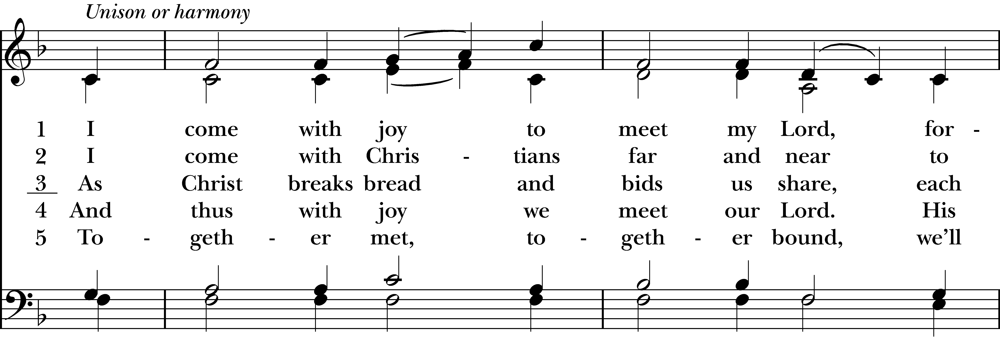 Unison or harmony
1 I come with joy to meet my Lord, for -
2 I come with Chris - tians far and near to
3 As Christ breaks bread and bids us share, each
4 And thus with joy we meet our Lord. His
5 To - geth - er met, to - geth - er bound, we’ll